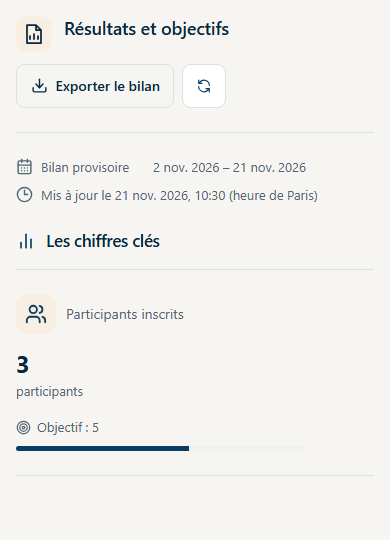 Résultats et objectifs
Exporter le bilan
Bilan provisoire 2 nov. 2026 – 21 nov. 2026
Mis à jour le 21 nov. 2026, 10:30 (heure de Paris)
Les chiffres clés
Participants inscrits
3
participants
Objectif : 5